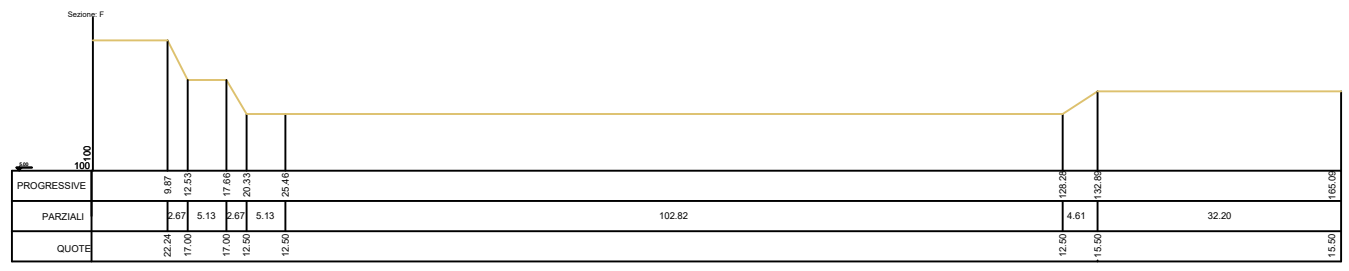 Sezione: F
100
100
5.00
PROGRESSIVE 9.87 12.53 17.66 20.33 25.46 128.28 132.89 165.09
PARZIALI 2.67 5.13 2.67 5.13 102.82 4.61 32.20
QUOTE 22.24 17.00 17.00 12.50 12.50 12.50 15.50 15.50